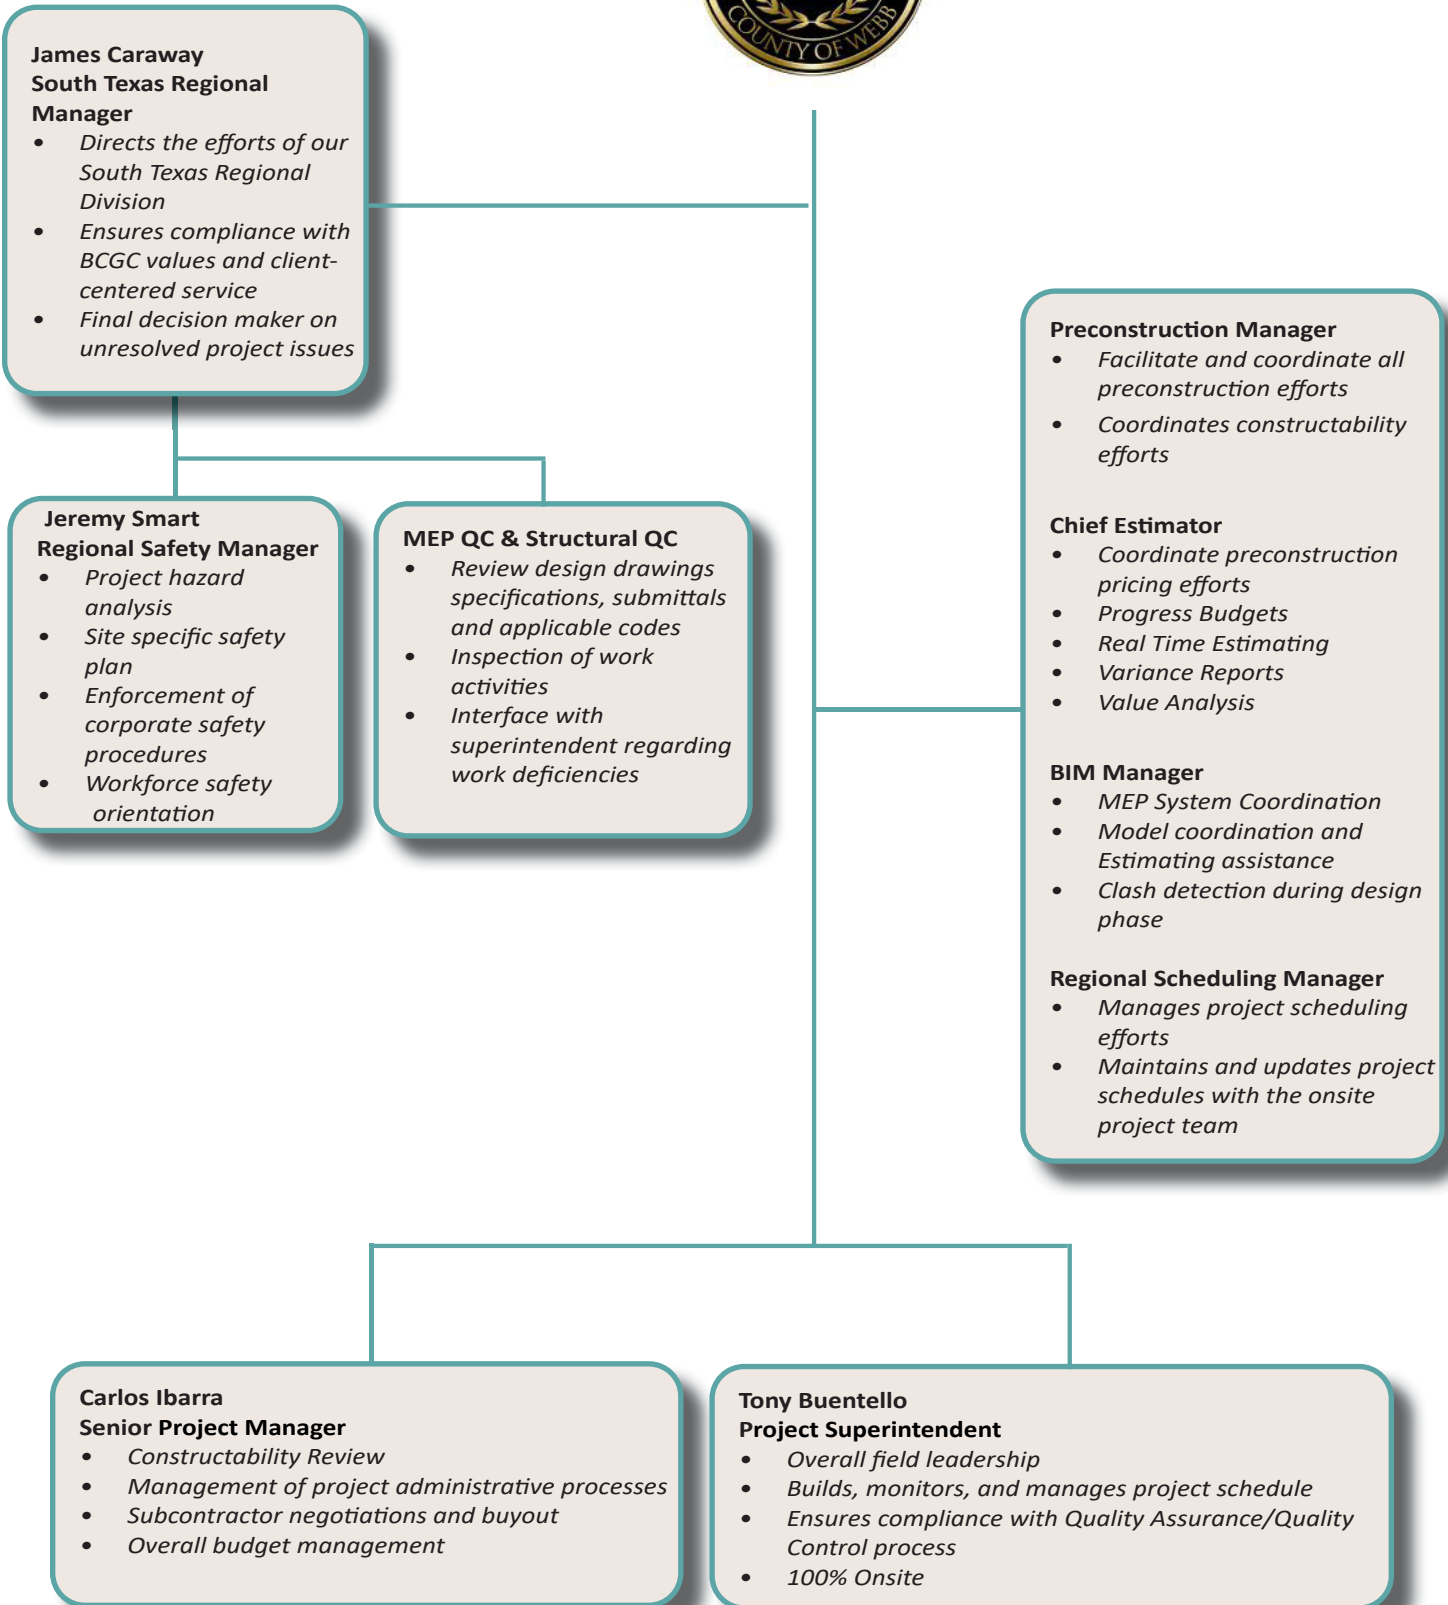 COUNTY OF WEBB
James Caraway
South Texas Regional
Manager
• Directs the efforts of our
South Texas Regional
Division
• Ensures compliance with
BCGC values and client-
centered service
• Final decision maker on
unresolved project issues
Jeremy Smart
Regional Safety Manager
• Project hazard
analysis
• Site specific safety
plan
• Enforcement of
corporate safety
procedures
• Workforce safety
orientation
MEP QC & Structural QC
• Review design drawings
specifications, submittals
and applicable codes
• Inspection of work
activities
• Interface with
superintendent regarding
work deficiencies
Preconstruction Manager
• Facilitate and coordinate all
preconstruction efforts
• Coordinates constructability
efforts
Chief Estimator
• Coordinate preconstruction
pricing efforts
• Progress Budgets
• Real Time Estimating
• Variance Reports
• Value Analysis
BIM Manager
• MEP System Coordination
• Model coordination and
Estimating assistance
• Clash detection during design
phase
Regional Scheduling Manager
• Manages project scheduling
efforts
• Maintains and updates project
schedules with the onsite
project team
Carlos Ibarra
Senior Project Manager
• Constructability Review
• Management of project administrative processes
• Subcontractor negotiations and buyout
• Overall budget management
Tony Buentello
Project Superintendent
• Overall field leadership
• Builds, monitors, and manages project schedule
• Ensures compliance with Quality Assurance/Quality
Control process
• 100% Onsite